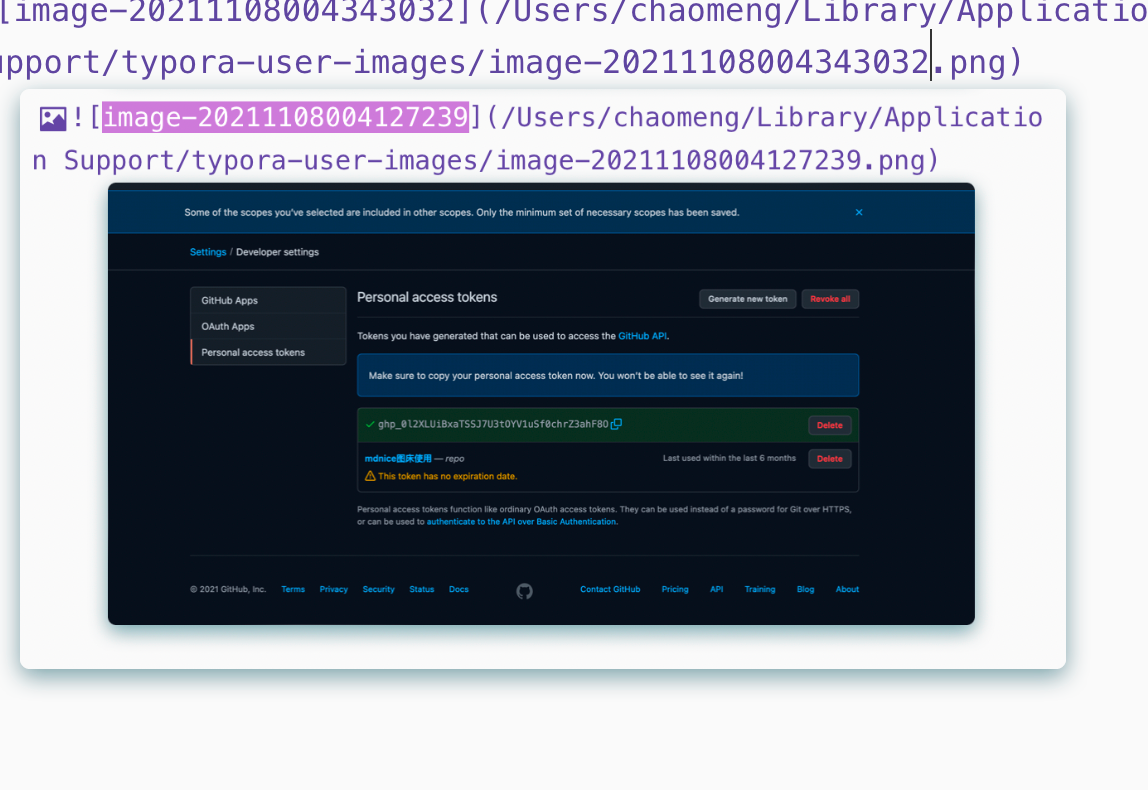 [image-20211108004343032](/Users/chaomeng/Library/Applicatio
pport/typora-user-images/image-20211108004343032.png)
![image-20211108004127239](/Users/chaomeng/Library/Applicatio
n Support/typora-user-images/image-20211108004127239.png)
Some of the scopes you've selected are included in other scopes. Only the minimum set of necessary scopes has been saved. ×
Settings / Developer settings
GitHub Apps
OAuth Apps
Personal access tokens
Personal access tokens Generate new token Revoke all
Tokens you have generated that can be used to access the GitHub API.
Make sure to copy your personal access token now. You won't be able to see it again!
Delete
mdnice图床使用 — repo Last used within the last 6 months Delete
This token has no expiration date.
Personal access tokens function like ordinary OAuth access tokens. They can be used instead of a password for Git over HTTPS,
or can be used to authenticate to the API over Basic Authentication.
© 2021 GitHub, Inc. Terms Privacy Security Status Docs Contact GitHub Pricing API Training Blog About